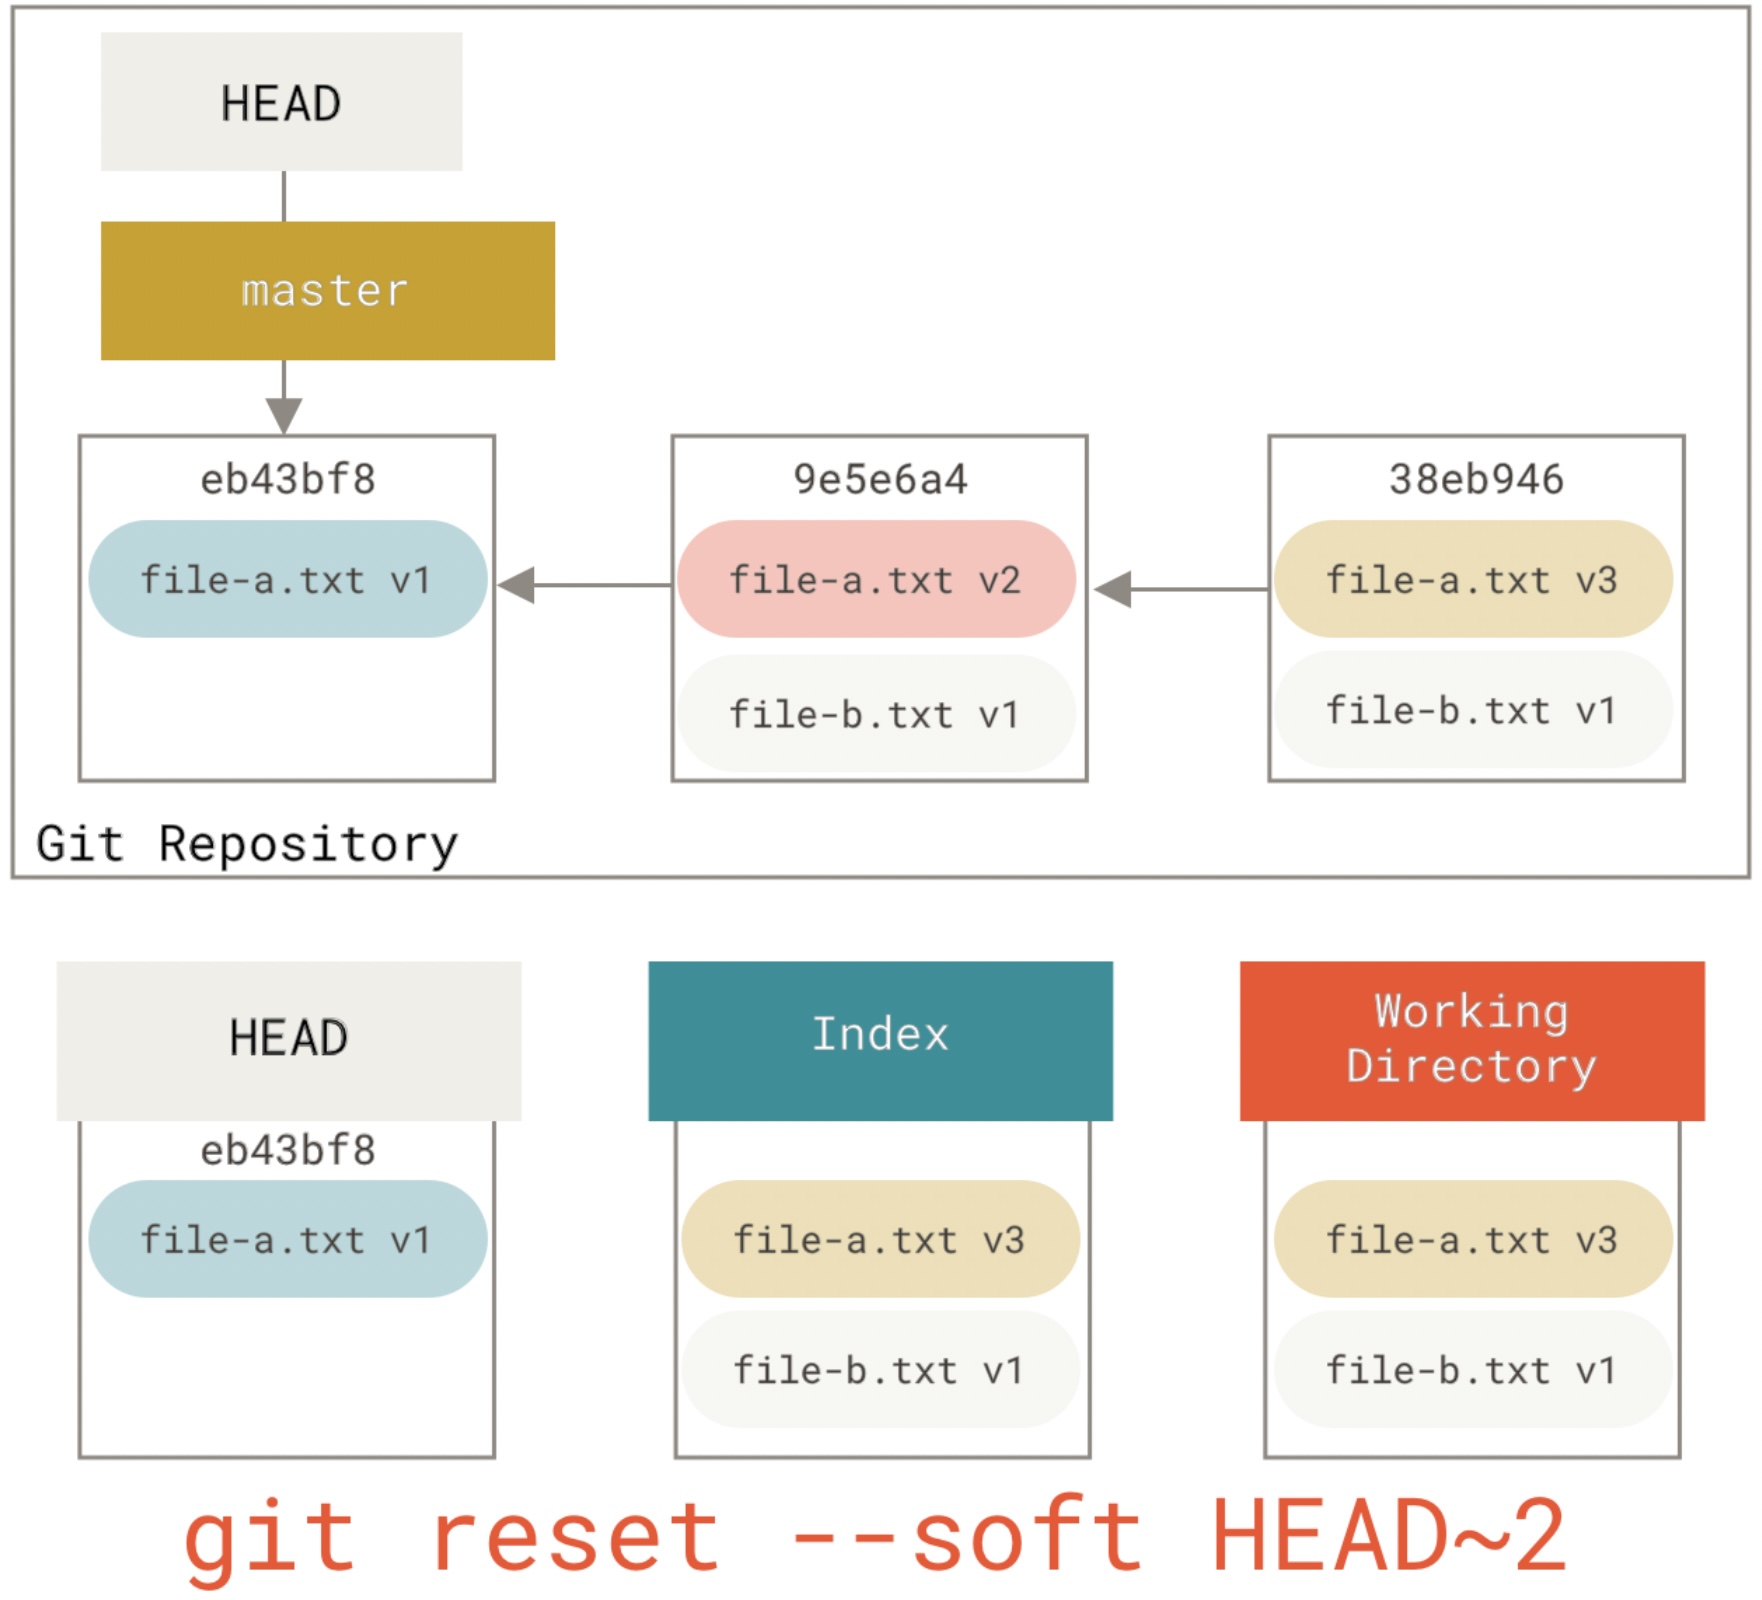 HEAD
master
eb43bf8
9e5e6a4
38eb946
file-a.txt v1
file-a.txt v2
file-a.txt v3
file-b.txt v1
file-b.txt v1
Git Repository
HEAD
Index
Working
Directory
eb43bf8
file-a.txt v1
file-a.txt v3
file-a.txt v3
file-b.txt v1
file-b.txt v1
git reset --soft HEAD~2